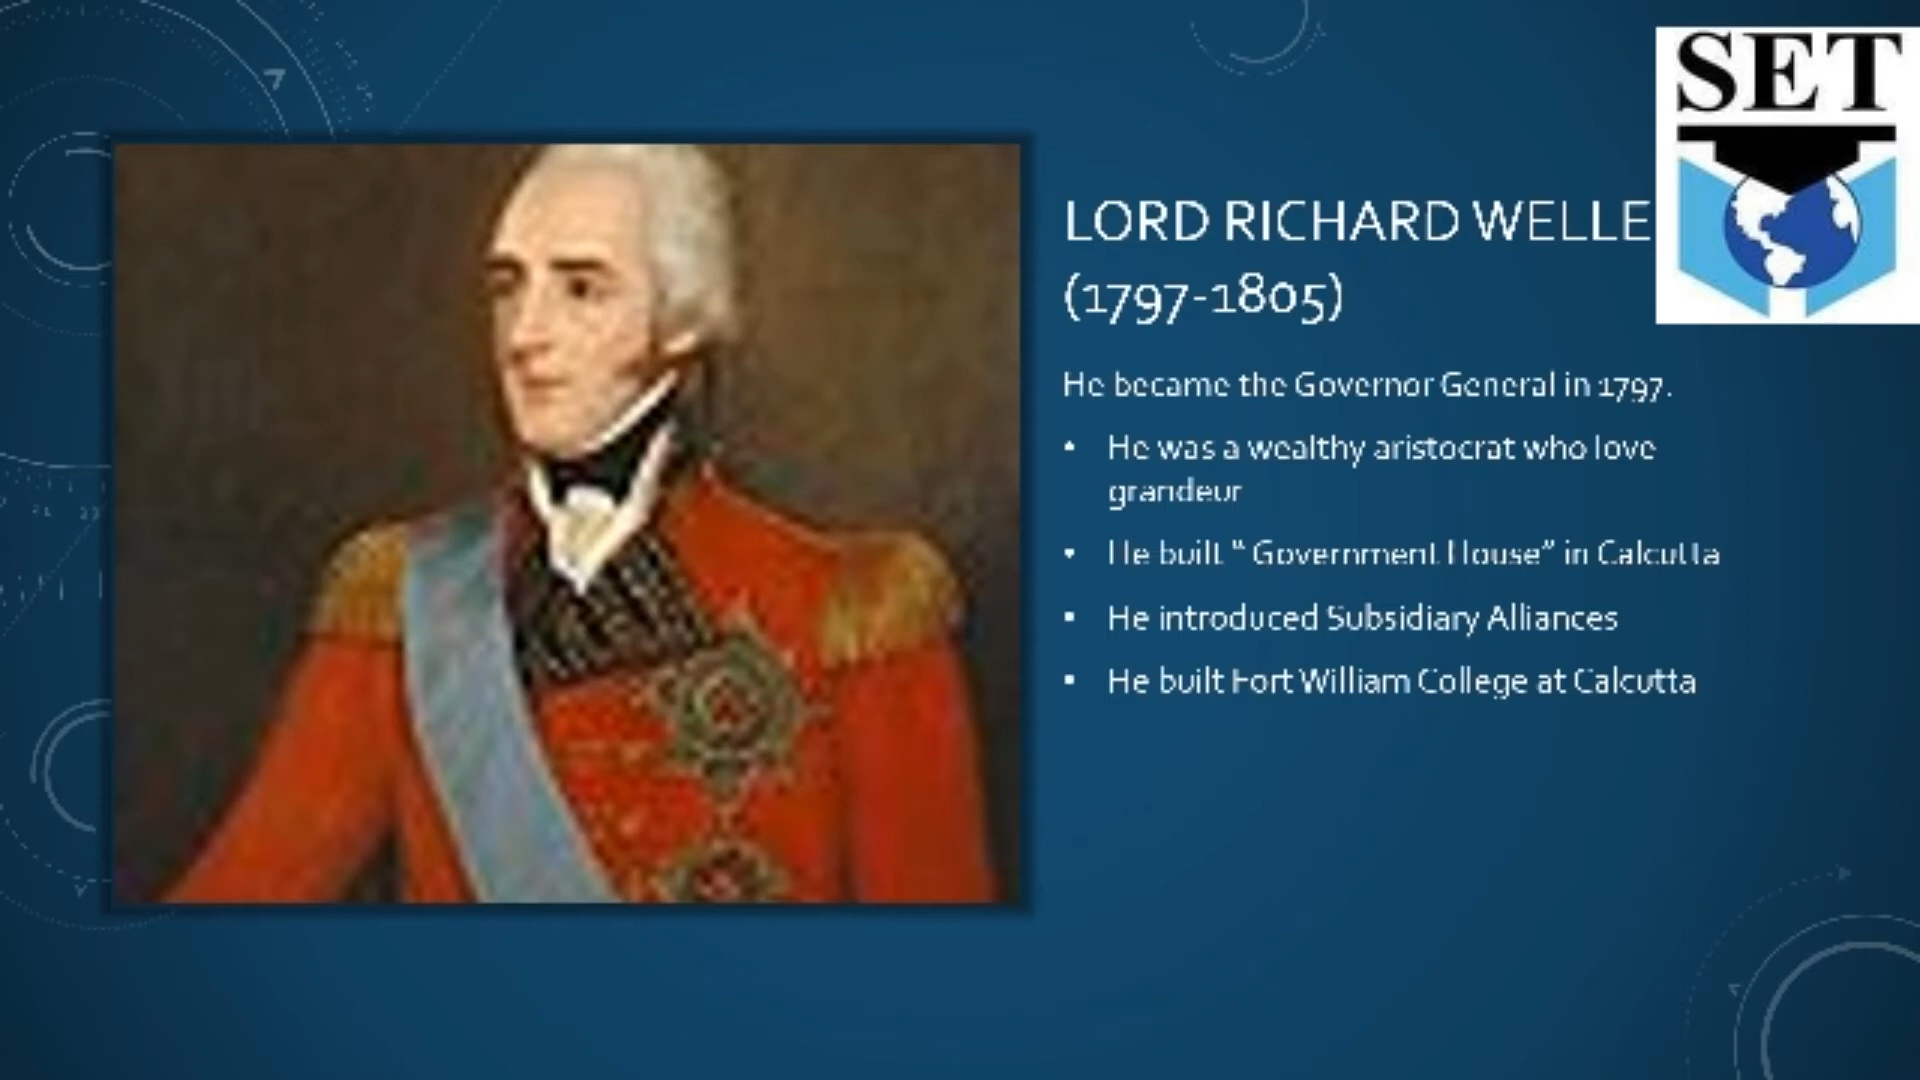 SET
LORD RICHARD WELLE
(1797-1805)
He became the Governor General in 1797.
• He was a wealthy aristocrat who love
grandeur
• He built “ Government House” in Calcutta
• He introduced Subsidiary Alliances
• He built Fort William College at Calcutta